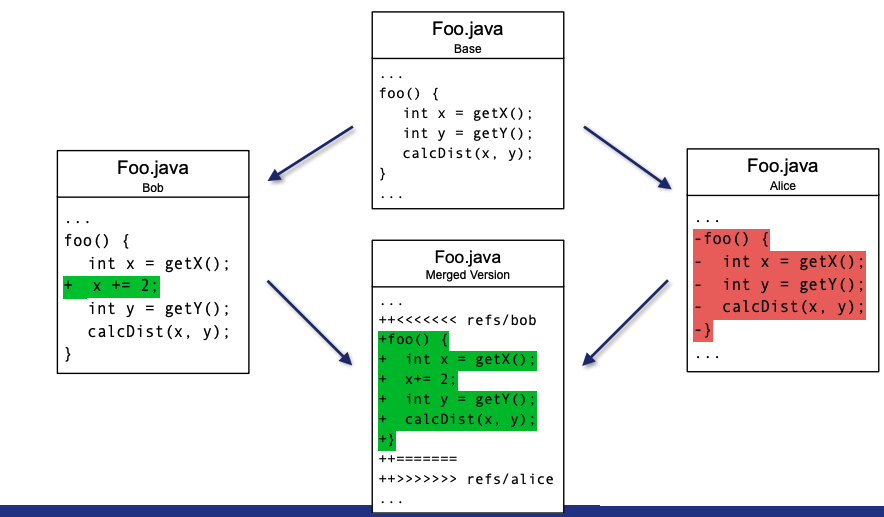 Foo.java
Base
...
foo() {
int x = getX();
int y = getY();
calcDist(x, y);
}
...
Foo.java
Bob
...
foo() {
int x = getX();
+ x += 2;
int y = getY();
calcDist(x, y);
}
Foo.java
Merged Version
...
++<<<<<<< refs/bob
+foo() {
+ int x = getX();
+ x+= 2;
+ int y = getY();
+ calcDist(x, y);
+}
++=======
++>>>>>>> refs/alice
...
Foo.java
Alice
...
-foo() {
- int x = getX();
- int y = getY();
- calcDist(x, y);
-}
...